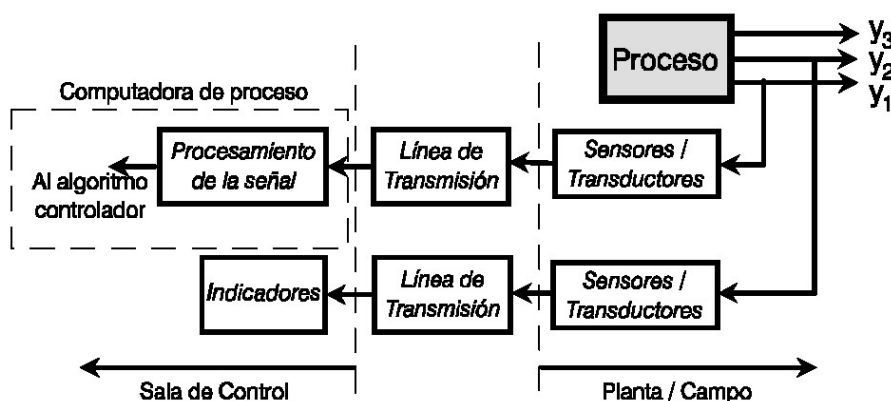 Proceso
y3
y2
y1
Computadora de proceso
Procesamiento
de la señal
Línea de
Transmisión
Sensores /
Transductores
Al algoritmo
controlador
Indicadores
Línea de
Transmisión
Sensores /
Transductores
Sala de Control
Planta / Campo